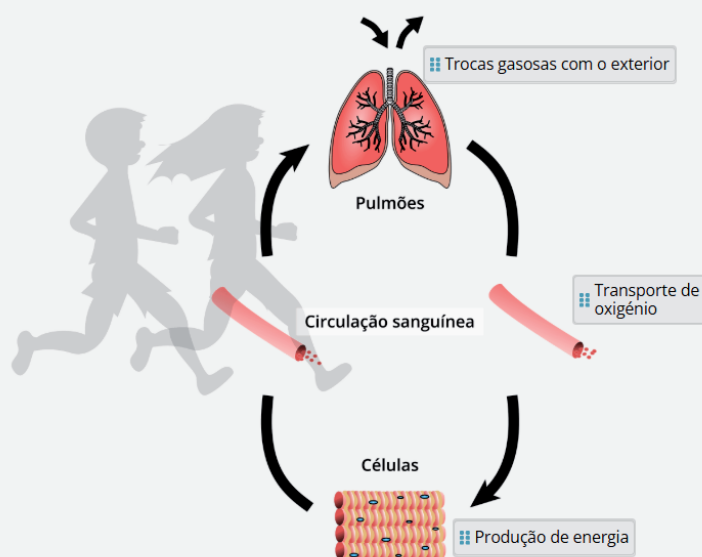 Trocas gasosas com o exterior
Pulmões
Transporte de
oxigénio
Circulação sanguínea
Células
Produção de energia